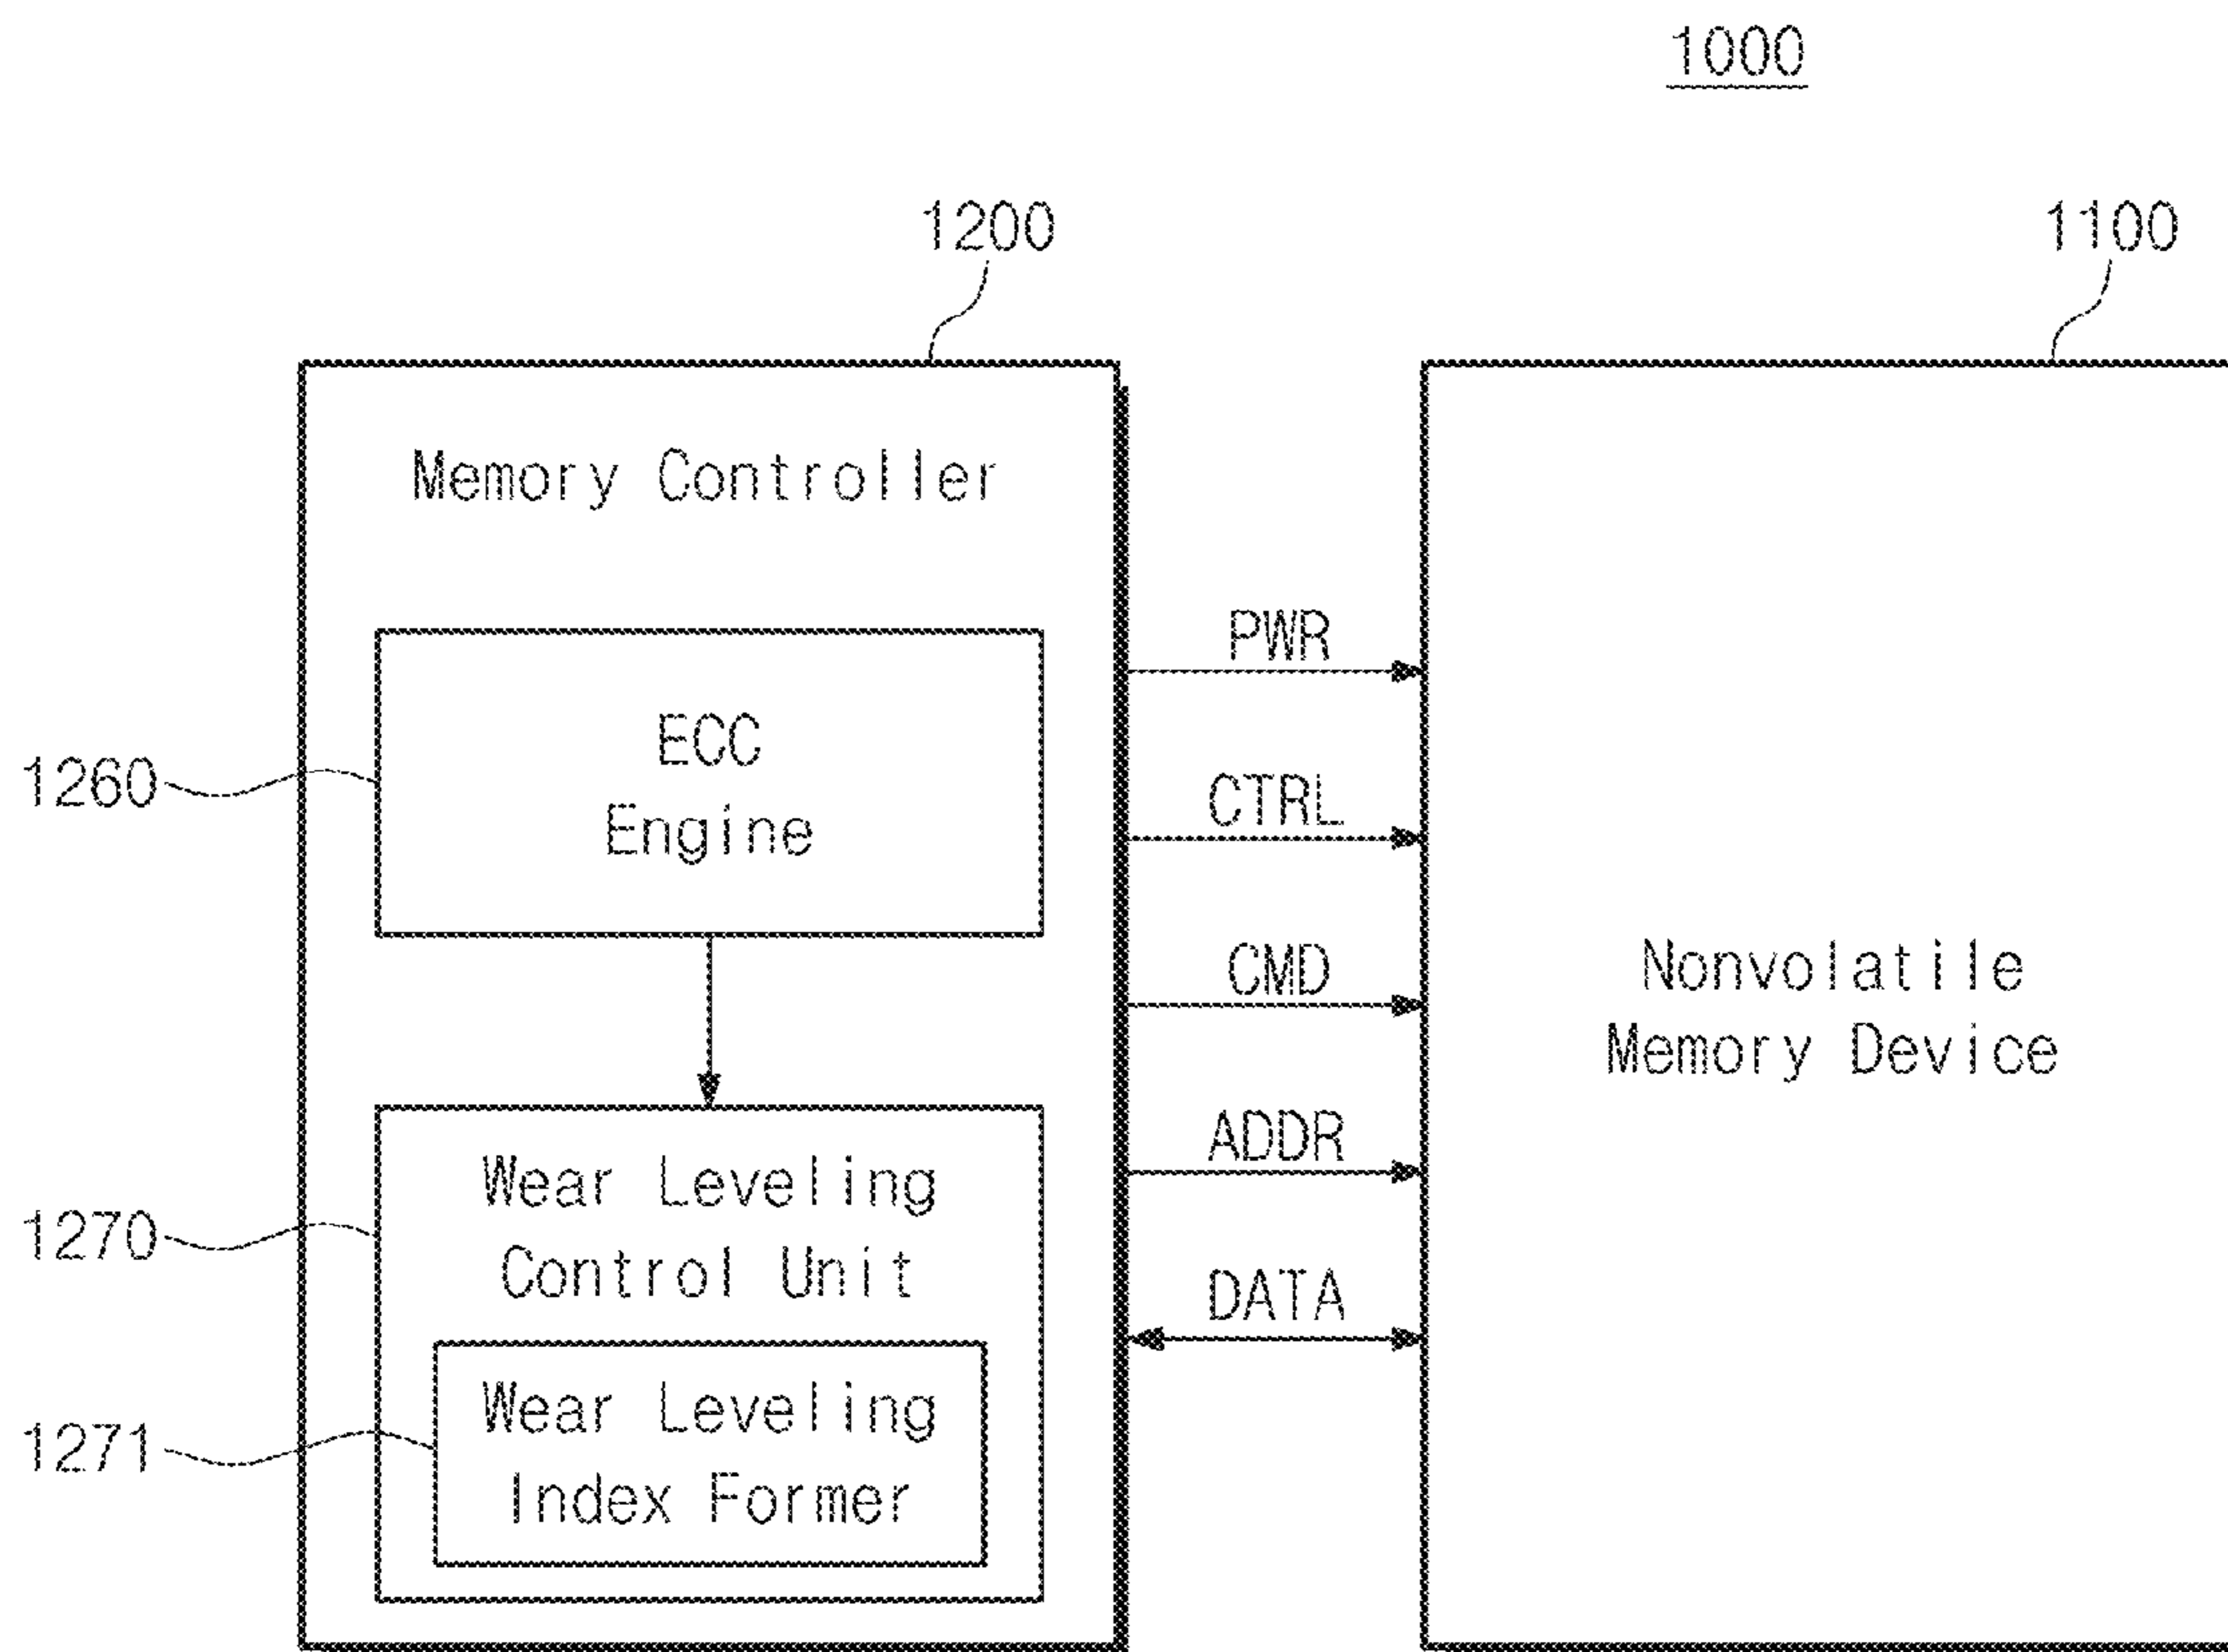 1000
1200
1100
Memory Controller
1260
ECC
Engine
1270
Wear Leveling
Control Unit
1271
Wear Leveling
Index Former
PWR
CTRL
CMD
ADDR
DATA
Nonvolatile
Memory Device